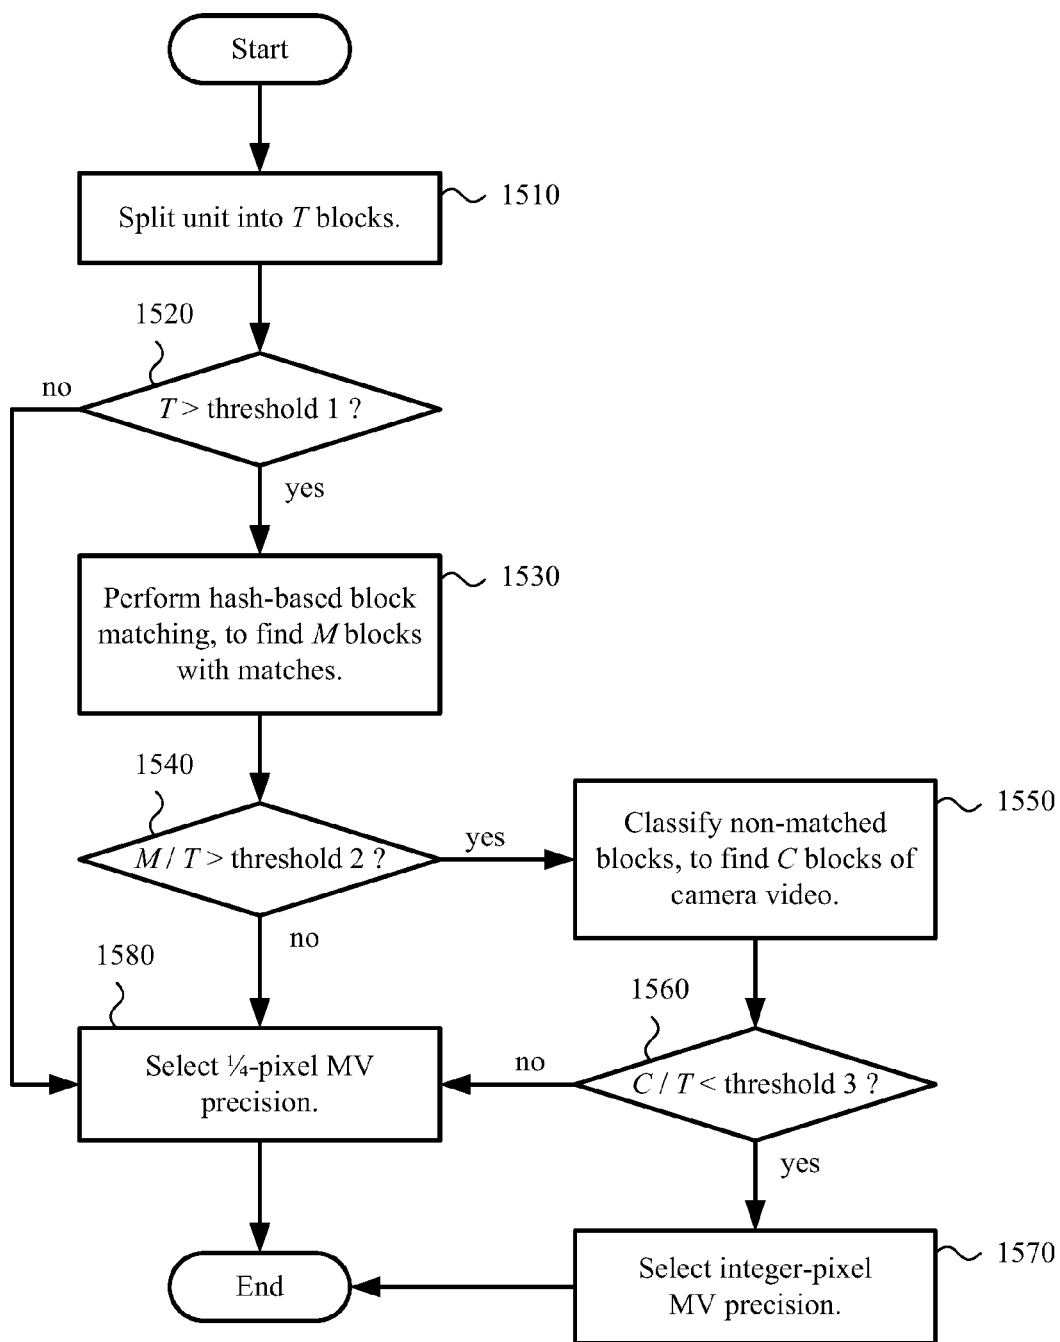 Start
Split unit into T blocks.
1510
1520
no
T > threshold 1 ?
yes
Perform hash-based block
matching, to find M blocks
with matches.
1530
1540
M / T > threshold 2 ?
yes
no
Classify non-matched
blocks, to find C blocks of
camera video.
1550
1560
C / T < threshold 3 ?
no
yes
1580
Select ¼-pixel MV
precision.
Select integer-pixel
MV precision.
1570
End